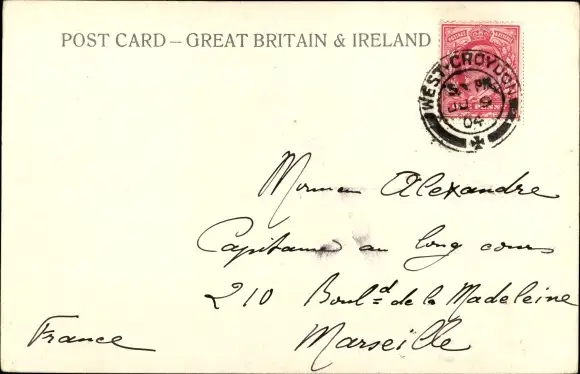 POST CARD – GREAT BRITAIN & IRELAND
WEST CROYDON
04
Alexandre
Capitaine au long cours
210 Boul^d de la Madeleine
Marseille
France